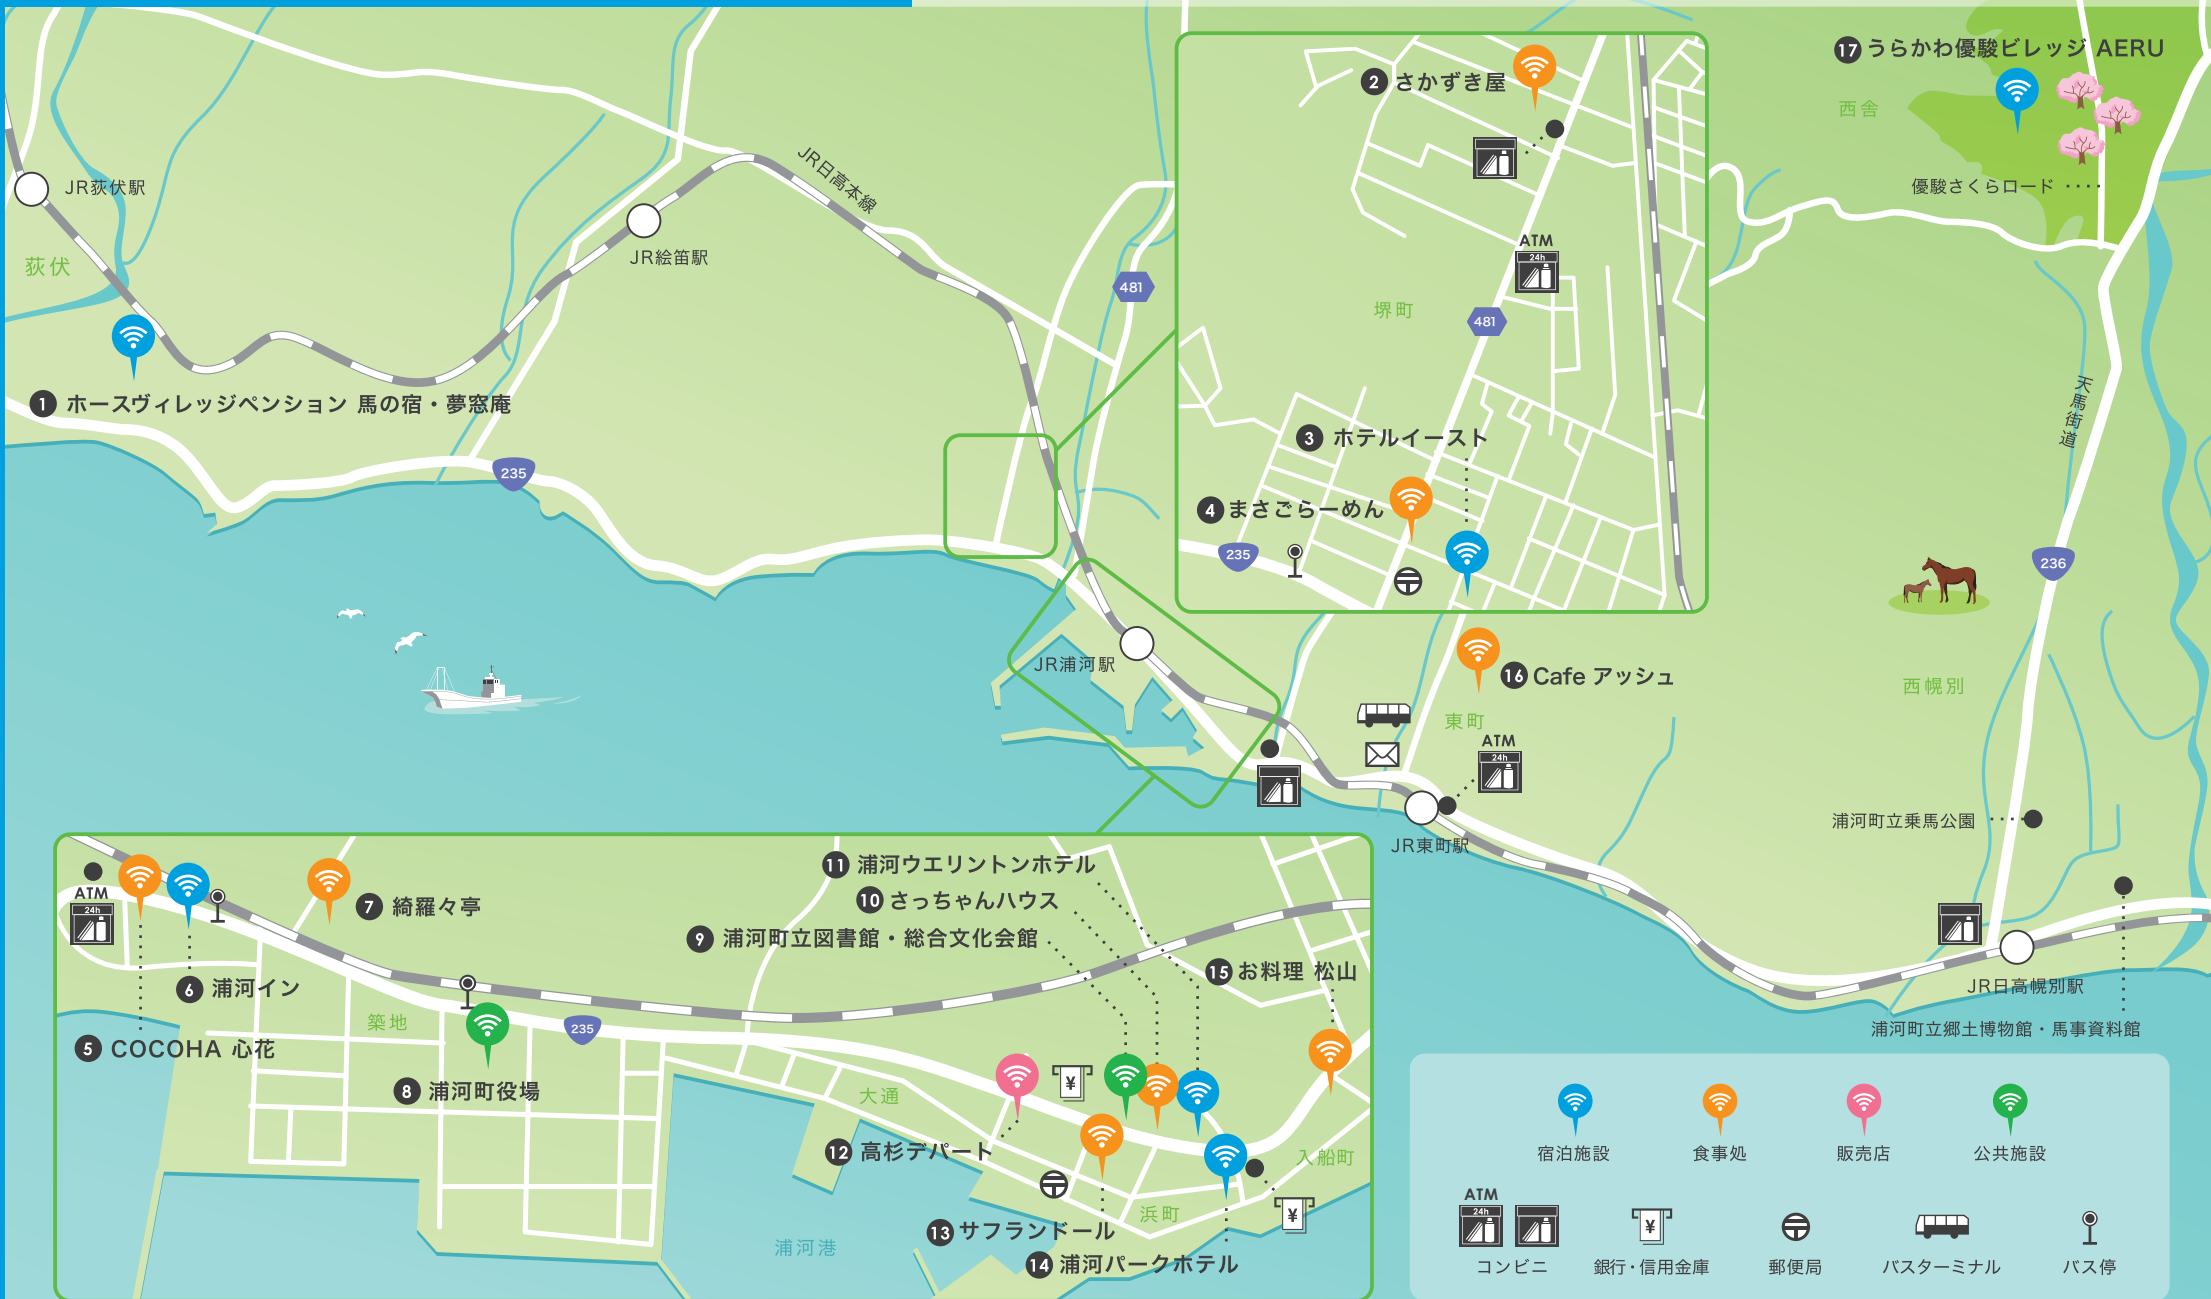 17 うらかわ優駿ビレッジ AERU
西舎
優駿さくらロード
2 さかずき屋
ATM
24h
堺町
481
3 ホテルイースト
4 まさごらーめん
235
JR荻伏駅
荻伏
JR日高本線
JR絵笛駅
481
1 ホースヴィレッジペンション 馬の宿・夢窓庵
235
天馬街道
236
JR浦河駅
16 Cafe アッシュ
東町
ATM
24h
西幌別
JR東町駅
浦河町立乗馬公園
JR日高幌別駅
浦河町立郷土博物館・馬事資料館
11 浦河ウエリントンホテル
10 さっちゃんハウス
9 浦河町立図書館・総合文化会館
ATM
24h
7 綺羅々亭
15 お料理 松山
6 浦河イン
築地
235
5 COCOHA 心花
8 浦河町役場
大通
¥
12 高杉デパート
入船町
浜町
¥
13 サフランドール
浦河港
14 浦河パークホテル
宿泊施設
食事処
販売店
公共施設
ATM
24h
¥
コンビニ
銀行・信用金庫
郵便局
バスターミナル
バス停